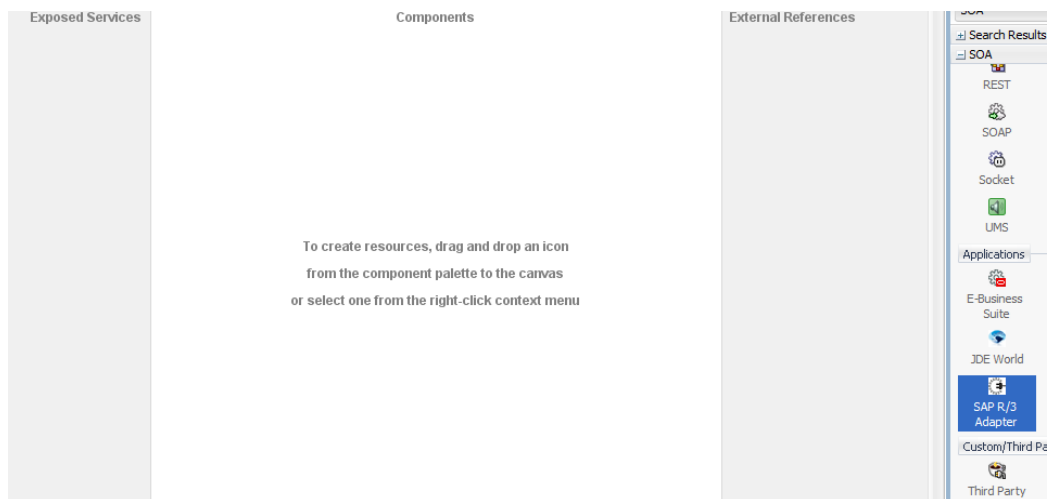 Exposed Services
Components
External References
To create resources, drag and drop an icon
from the component palette to the canvas
or select one from the right-click context menu
Search Results
SOA
REST
SOAP
Socket
UMS
Applications
E-Business
Suite
JDE World
SAP R/3
Adapter
Custom/Third Pa
Third Party